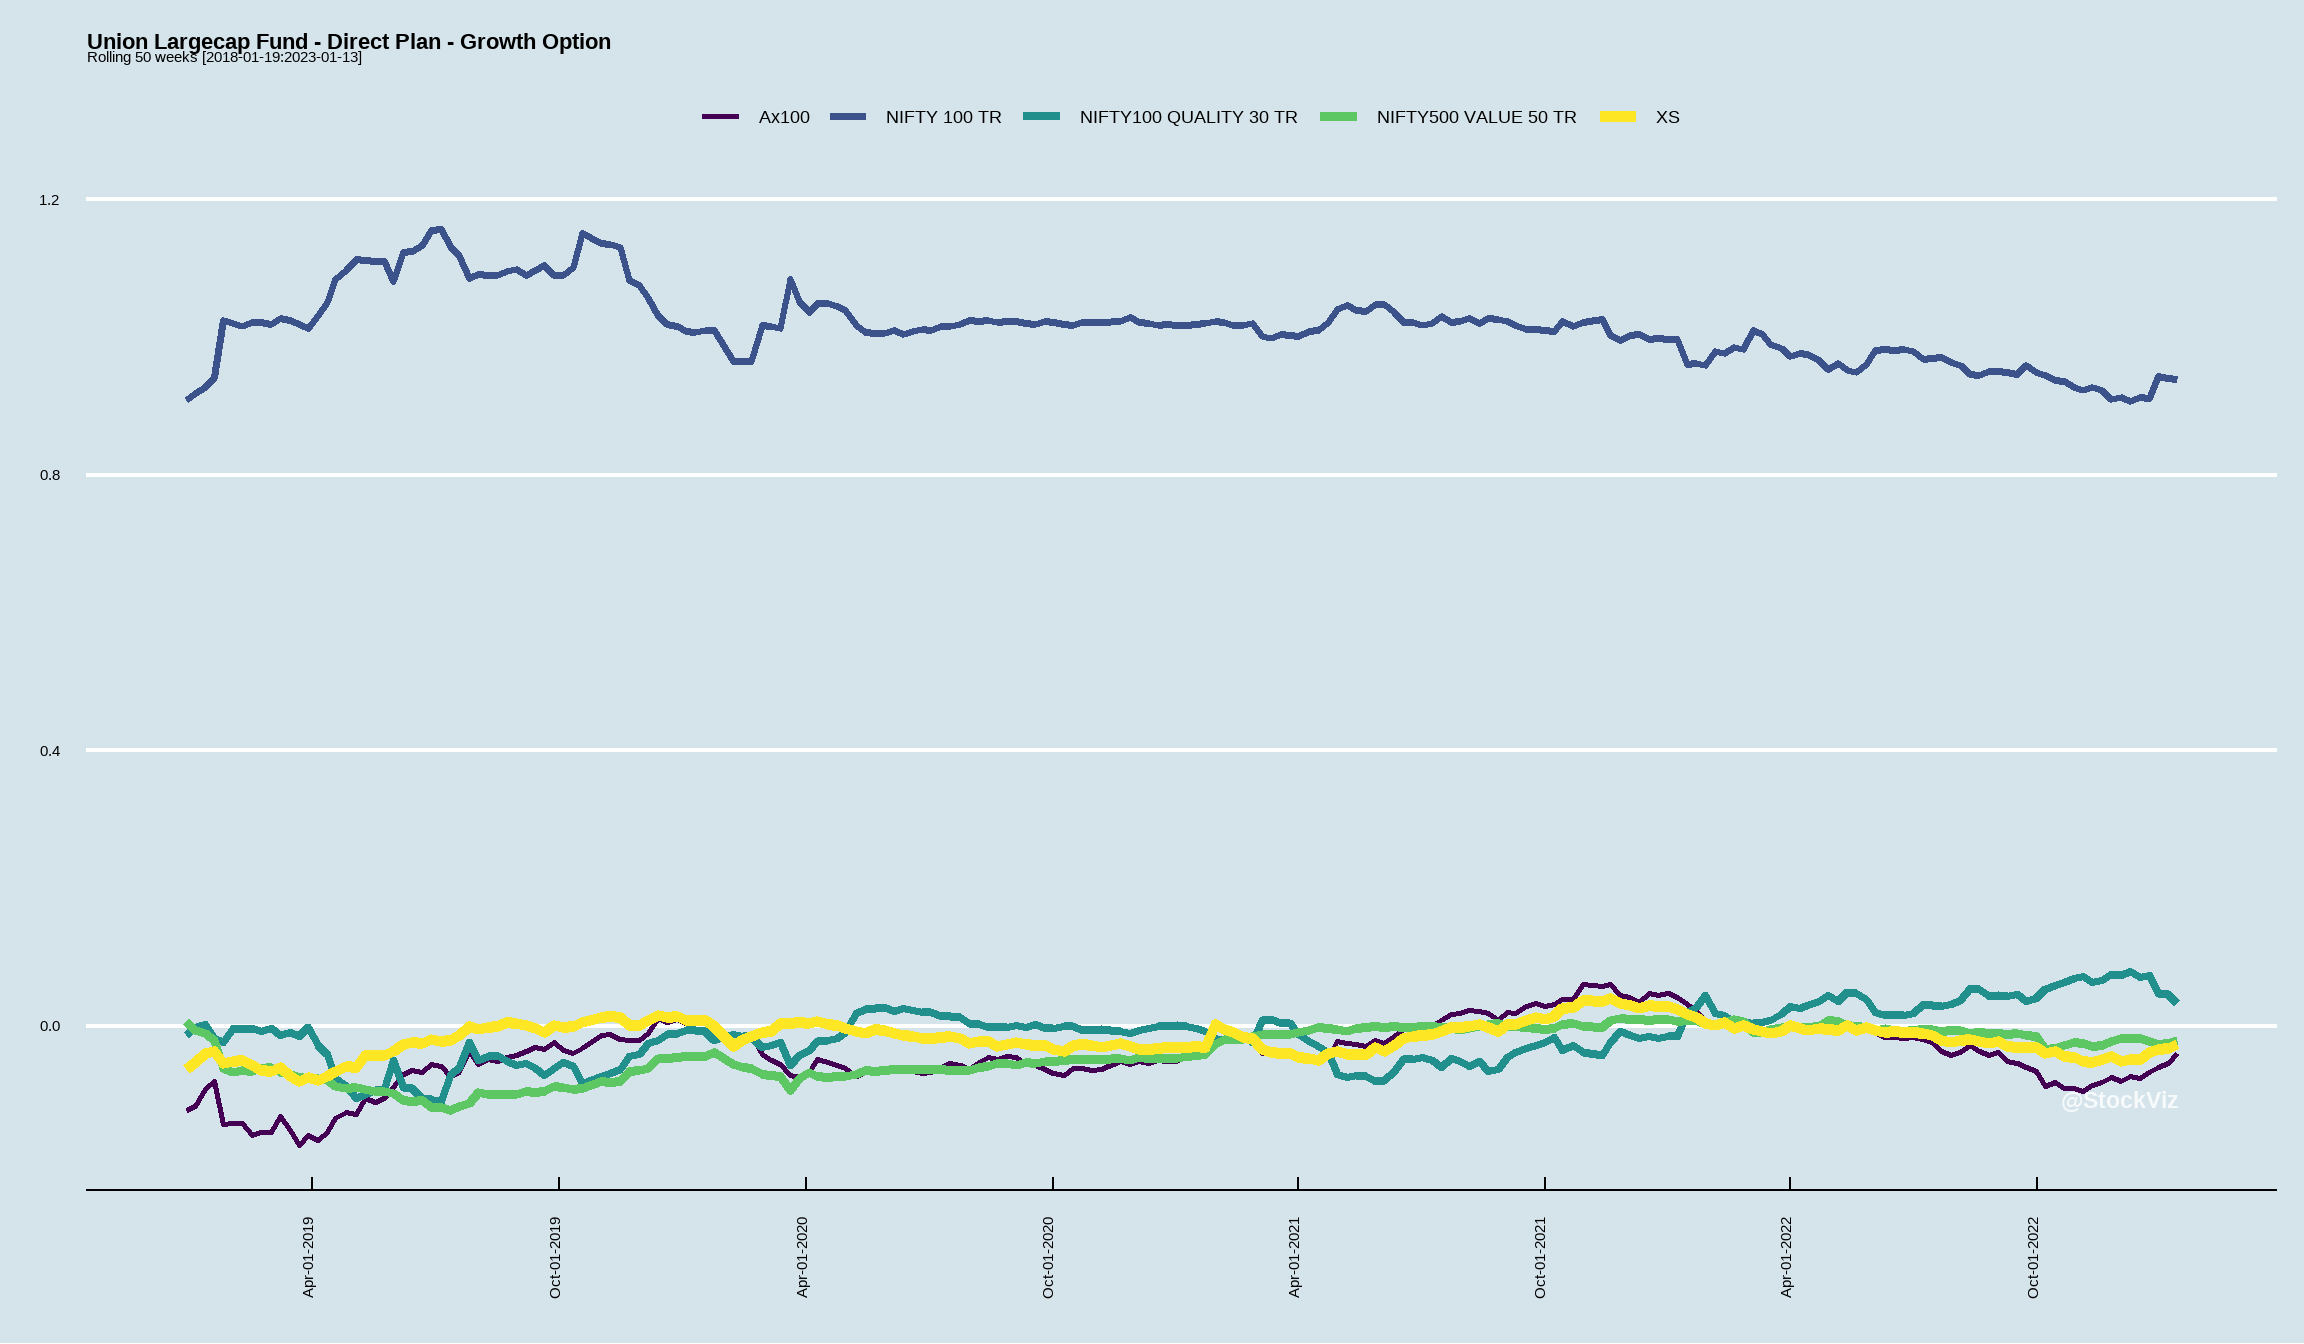 Union Largecap Fund - Direct Plan - Growth Option
Rolling 50 weeks [2018-01-19:2023-01-13]
Ax100 NIFTY 100 TR NIFTY100 QUALITY 30 TR NIFTY500 VALUE 50 TR XS
1.2
0.8
0.4
0.0
@StockViz
Apr-01-2019 Oct-01-2019 Apr-01-2020 Oct-01-2020 Apr-01-2021 Oct-01-2021 Apr-01-2022 Oct-01-2022